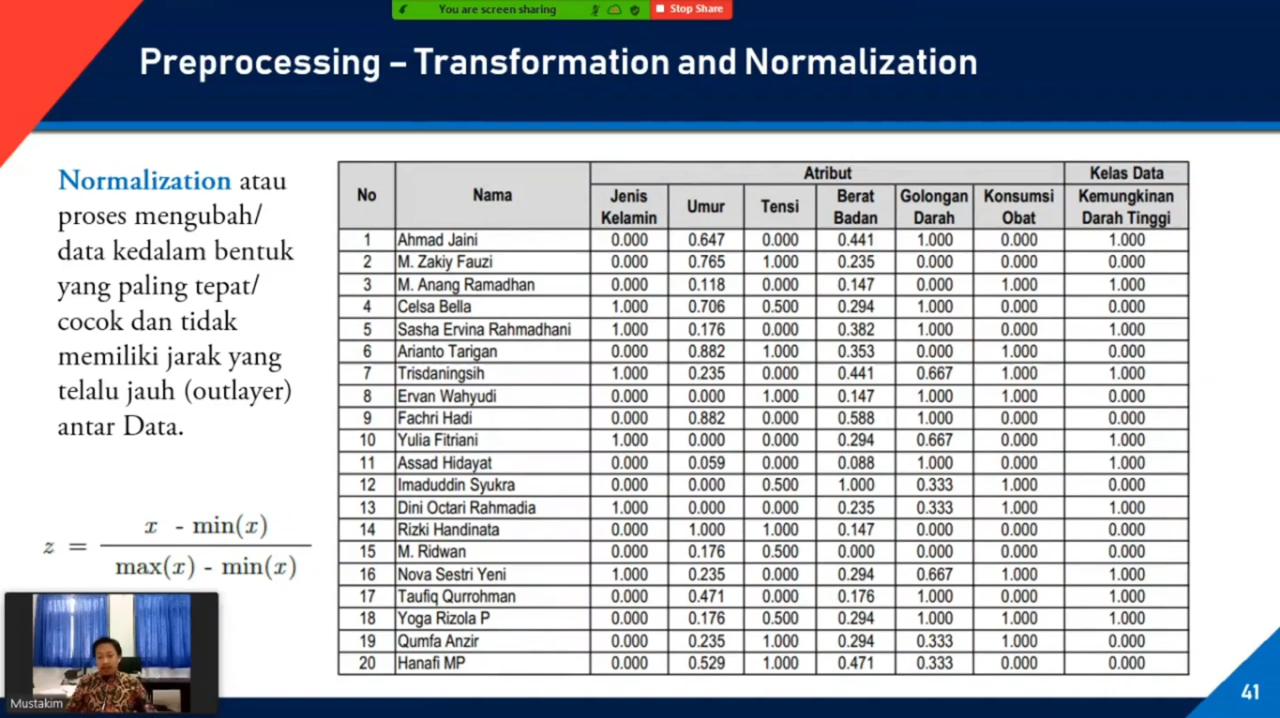 You are screen sharing
Stop Share
Preprocessing – Transformation and Normalization
Normalization atau
proses mengubah/
data kedalam bentuk
yang paling tepat/
cocok dan tidak
memiliki jarak yang
telalu jauh (outlayer)
antar Data.
z = x - min(x) / max(x) - min(x)
No Nama Atribut Kelas Data
Jenis Kelamin Umur Tensi Berat Badan Golongan Darah Konsumsi Obat Kemungkinan Darah Tinggi
1 Ahmad Jaini 0.000 0.647 0.000 0.441 1.000 0.000 1.000
2 M. Zakiy Fauzi 0.000 0.765 1.000 0.235 0.000 0.000 0.000
3 M. Anang Ramadhan 0.000 0.118 0.000 0.147 0.000 1.000 1.000
4 Celsa Bella 1.000 0.706 0.500 0.294 1.000 0.000 0.000
5 Sasha Ervina Rahmadhani 1.000 0.176 0.000 0.382 1.000 0.000 1.000
6 Arianto Tarigan 0.000 0.882 1.000 0.353 0.000 1.000 0.000
7 Trisdaningsih 1.000 0.235 0.000 0.441 0.667 1.000 1.000
8 Ervan Wahyudi 0.000 0.000 1.000 0.147 1.000 1.000 0.000
9 Fachri Hadi 0.000 0.882 0.000 0.588 1.000 0.000 0.000
10 Yulia Fitriani 1.000 0.000 0.000 0.294 0.667 0.000 1.000
11 Assad Hidayat 0.000 0.059 0.000 0.088 1.000 0.000 1.000
12 Imaduddin Syukra 0.000 0.000 0.500 1.000 0.333 1.000 0.000
13 Dini Octari Rahmadia 1.000 0.000 0.000 0.235 0.333 1.000 1.000
14 Rizki Handinata 0.000 1.000 1.000 0.147 0.000 0.000 0.000
15 M. Ridwan 0.000 0.176 0.500 0.000 0.000 0.000 0.000
16 Nova Sestri Yeni 1.000 0.235 0.000 0.294 0.667 1.000 1.000
17 Taufiq Qurrohman 0.000 0.471 0.000 0.176 1.000 0.000 1.000
18 Yoga Rizola P 0.000 0.176 0.500 0.294 1.000 1.000 1.000
19 Qumfa Anzir 0.000 0.235 1.000 0.294 0.333 1.000 0.000
20 Hanafi MP 0.000 0.529 1.000 0.471 0.333 0.000 0.000
Mustakim
41